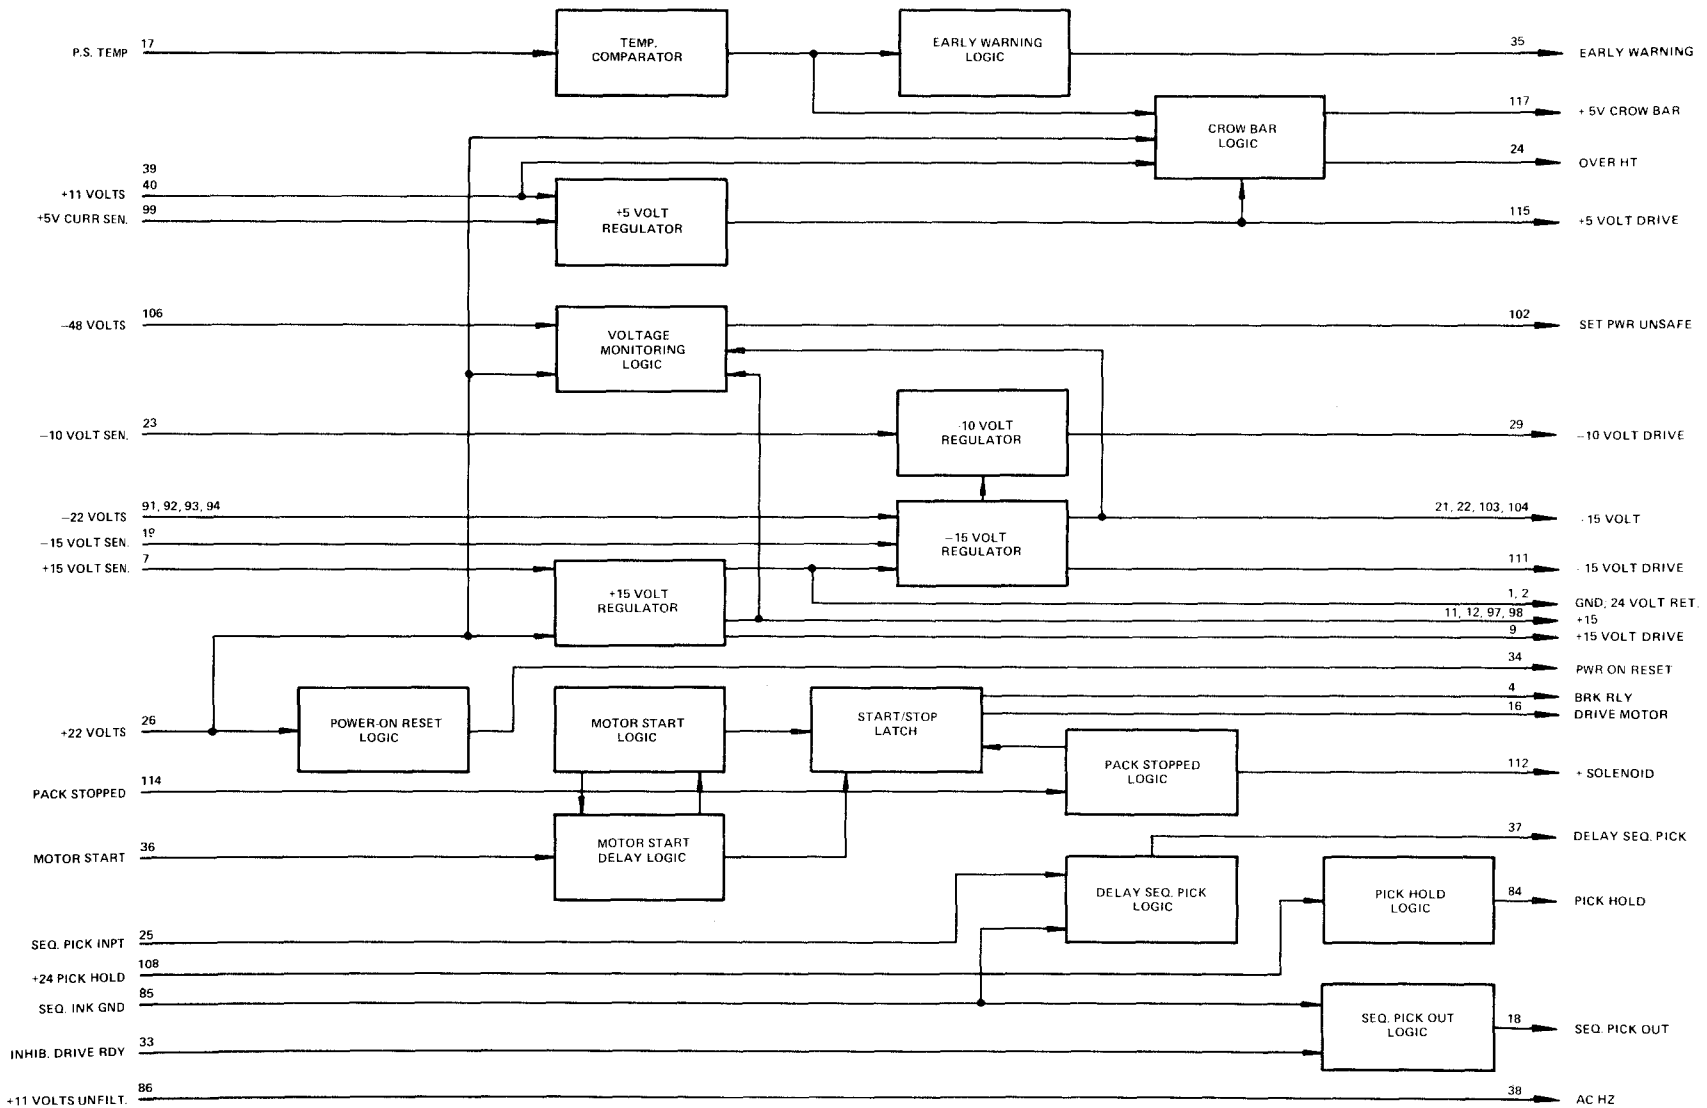 P.S. TEMP
17
TEMP.
COMPARATOR
EARLY WARNING
LOGIC
35
EARLY WARNING
CROW BAR
LOGIC
117
+ 5V CROW BAR
24
OVER HT
39
+11 VOLTS
40
+5V CURR SEN.
99
+5 VOLT
REGULATOR
115
+5 VOLT DRIVE
-48 VOLTS
106
VOLTAGE
MONITORING
LOGIC
102
SET PWR UNSAFE
-10 VOLT SEN.
23
-10 VOLT
REGULATOR
29
-10 VOLT DRIVE
-22 VOLTS
91, 92, 93, 94
-15 VOLT SEN.
19
+15 VOLT SEN.
7
-15 VOLT
REGULATOR
21, 22, 103, 104
-15 VOLT
111
-15 VOLT DRIVE
+15 VOLT
REGULATOR
1, 2
GND, 24 VOLT RET.
11, 12, 97, 98
+15
9
+15 VOLT DRIVE
34
PWR ON RESET
+22 VOLTS
26
POWER-ON RESET
LOGIC
MOTOR START
LOGIC
START/STOP
LATCH
4
BRK RLY
16
DRIVE MOTOR
PACK STOPPED
114
PACK STOPPED
LOGIC
112
+ SOLENOID
MOTOR START
36
MOTOR START
DELAY LOGIC
37
DELAY SEQ. PICK
DELAY SEQ. PICK
LOGIC
PICK HOLD
LOGIC
84
PICK HOLD
SEQ. PICK INPT
25
+24 PICK HOLD
108
SEQ. INK GND
85
SEQ. PICK OUT
LOGIC
18
SEQ. PICK OUT
INHIB. DRIVE RDY
33
+11 VOLTS UNFILT.
86
38
AC HZ